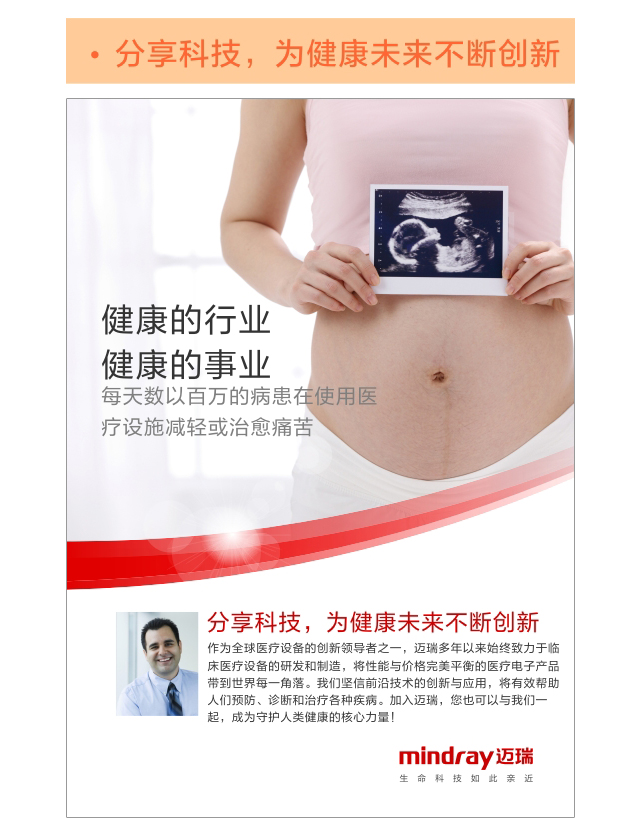 • 分享科技，为健康未来不断创新
健康的行业
健康的事业
每天数以百万的病患在使用医
疗设施减轻或治愈痛苦
分享科技，为健康未来不断创新
作为全球医疗设备的创新领导者之一，迈瑞多年以来始终致力于临
床医疗设备的研发和制造，将性能与价格完美平衡的医疗电子产品
带到世界每一角落。我们坚信前沿技术的创新与应用，将有效帮助
人们预防、诊断和治疗各种疾病。加入迈瑞，您也可以与我们一
起，成为守护人类健康的核心力量！
mindray迈瑞
生命科技如此亲近